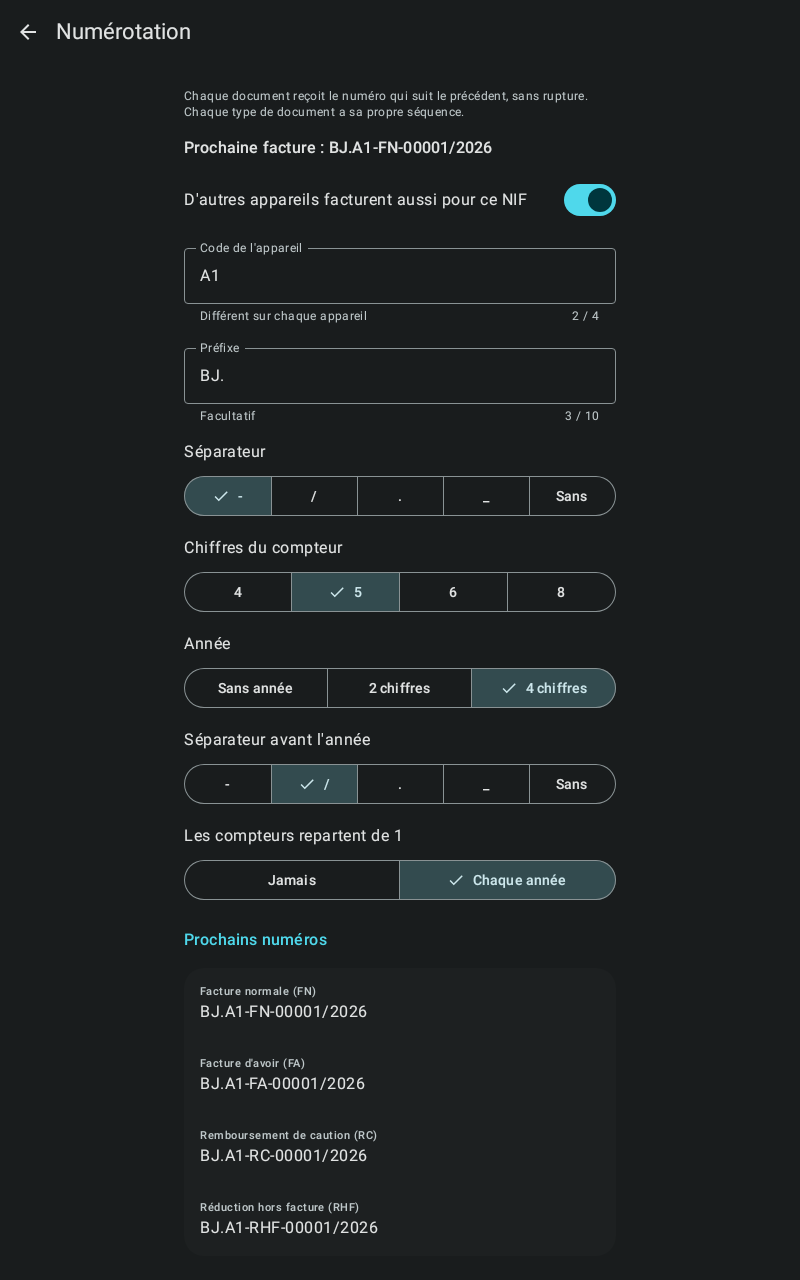 Numérotation
Chaque document reçoit le numéro qui suit le précédent, sans rupture.
Chaque type de document a sa propre séquence.
Prochaine facture : BJ.A1-FN-00001/2026
D'autres appareils facturent aussi pour ce NIF
Code de l'appareil
A1
Différent sur chaque appareil 2 / 4
Préfixe
BJ.
Facultatif 3 / 10
Séparateur
- / . _ Sans
Chiffres du compteur
4 5 6 8
Année
Sans année 2 chiffres 4 chiffres
Séparateur avant l'année
- / . _ Sans
Les compteurs repartent de 1
Jamais Chaque année
Prochains numéros
Facture normale (FN)
BJ.A1-FN-00001/2026
Facture d'avoir (FA)
BJ.A1-FA-00001/2026
Remboursement de caution (RC)
BJ.A1-RC-00001/2026
Réduction hors facture (RHF)
BJ.A1-RHF-00001/2026